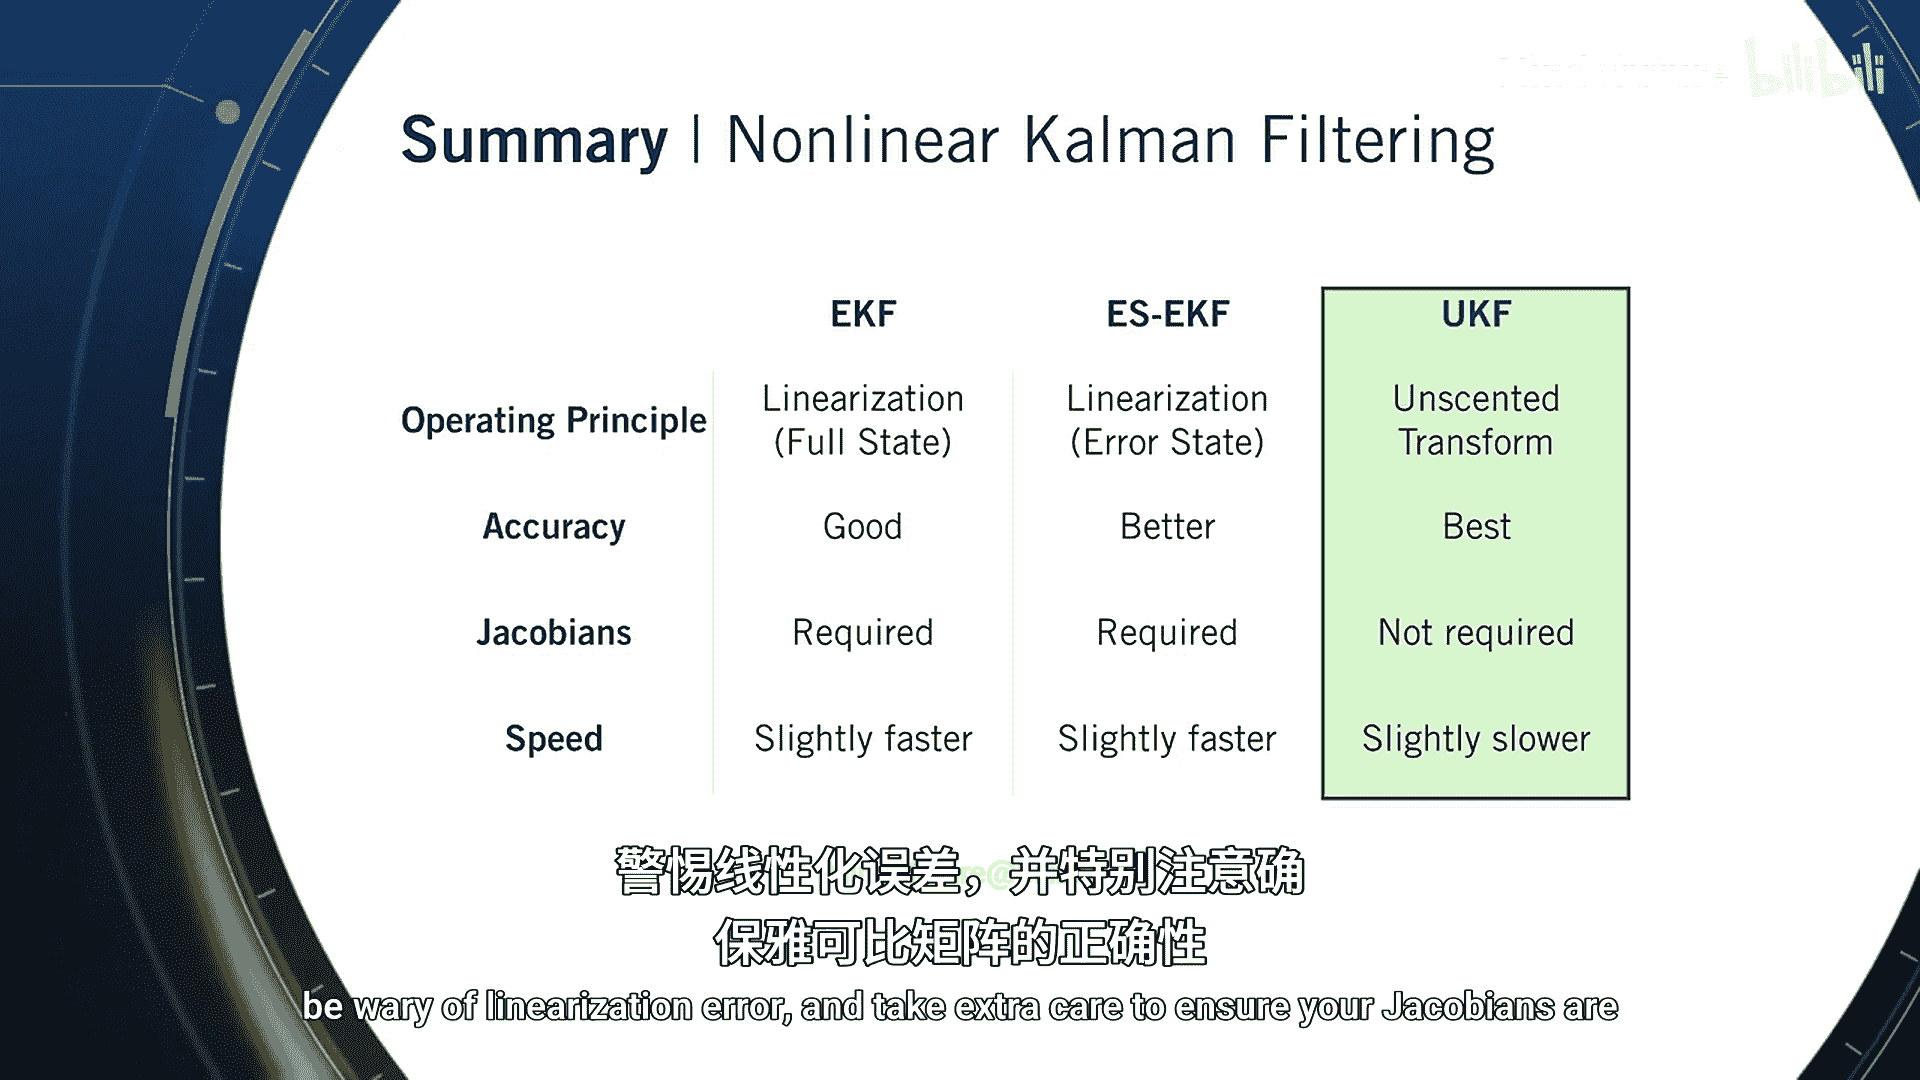 bilibili
Summary | Nonlinear Kalman Filtering
EKF ES-EKF UKF
Operating Principle Linearization (Full State) Linearization (Error State) Unscented Transform
Accuracy Good Better Best
Jacobians Required Required Not required
Speed Slightly faster Slightly faster Slightly slower
警惕线性化误差，并特别注意确
保雅可比矩阵的正确性
be wary of linearization error, and take extra care to ensure your Jacobians are